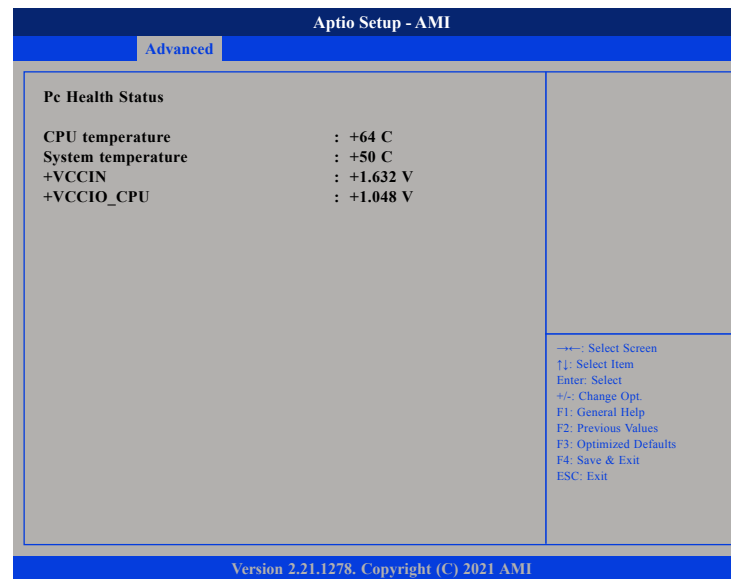 Aptio Setup - AMI
Advanced
Pc Health Status
CPU temperature : +64 C
System temperature : +50 C
+VCCIN : +1.632 V
+VCCIO_CPU : +1.048 V
→←: Select Screen
↑↓: Select Item
Enter: Select
+/-: Change Opt.
F1: General Help
F2: Previous Values
F3: Optimized Defaults
F4: Save & Exit
ESC: Exit
Version 2.21.1278. Copyright (C) 2021 AMI